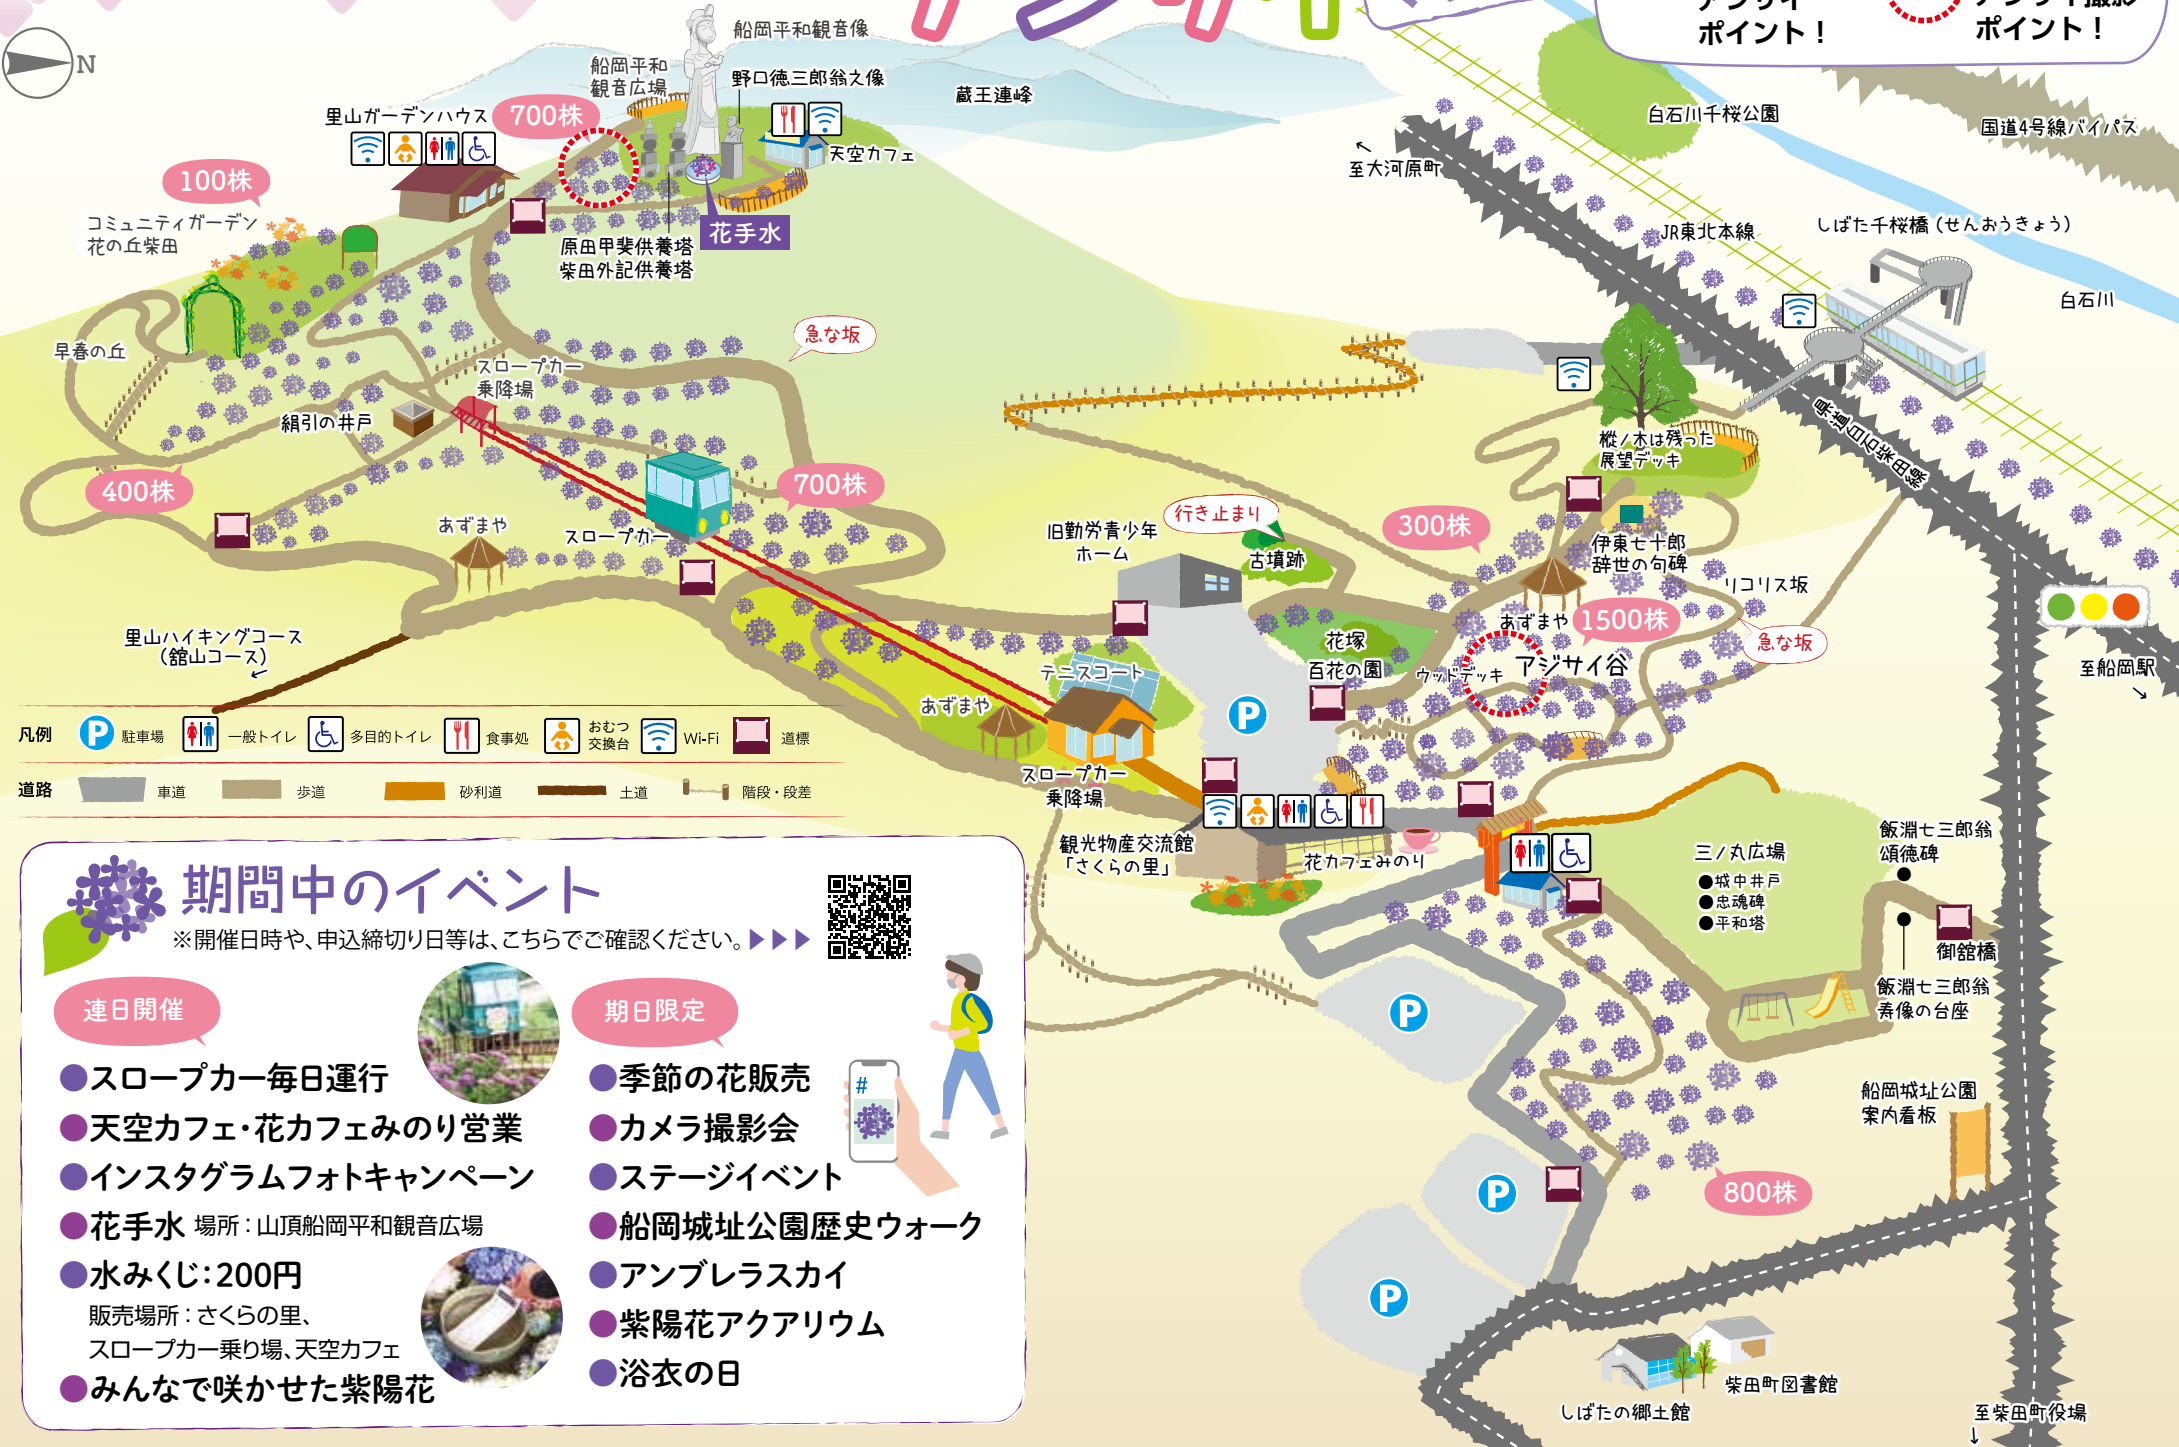 アジサイ
ポイント！
アジサイ撮影
ポイント！
N
船岡平和観音像
船岡平和
観音広場
野口徳三郎翁之像
蔵王連峰
里山ガーデンハウス
700株
天空カフェ
100株
コミュニティガーデン
花の丘柴田
花手水
原田甲斐供養塔
柴田外記供養塔
早春の丘
急な坂
スロープカー
乗降場
絹引の井戸
400株
700株
あずまや
スロープカー
里山ハイキングコース
（舘山コース）
←
白石川千桜公園
国道4号線バイパス
←
至大河原町
JR東北本線
しばた千桜橋（せんおうきょう）
白石川
県道白石柴田線
樅ノ木は残った
展望デッキ
行き止まり
旧勤労青少年
ホーム
古墳跡
300株
伊東七十郎
辞世の句碑
リコリス坂
あずまや
1500株
急な坂
花塚
百花の園
ウッドデッキ
アジサイ谷
至船岡駅
→
テニスコート
P
あずまや
スロープカー
乗降場
凡例
P 駐車場
一般トイレ
多目的トイレ
食事処
おむつ
交換台
Wi-Fi
道標
道路
車道
歩道
砂利道
土道
階段・段差
観光物産交流館
「さくらの里」
花カフェみのり
三ノ丸広場
●城中井戸
●忠魂碑
●平和塔
飯淵七三郎翁
頌徳碑
御舘橋
飯淵七三郎翁
寿像の台座
P
船岡城址公園
案内看板
P
800株
P
しばたの郷土館
柴田町図書館
至柴田町役場
↓
期間中のイベント
※開催日時や、申込締切り日等は、こちらでご確認ください。▶▶▶
連日開催
●スロープカー毎日運行
●天空カフェ・花カフェみのり営業
●インスタグラムフォトキャンペーン
●花手水 場所：山頂船岡平和観音広場
●水みくじ：200円
販売場所：さくらの里、
スロープカー乗り場、天空カフェ
●みんなで咲かせた紫陽花
期日限定
●季節の花販売
●カメラ撮影会
●ステージイベント
●船岡城址公園歴史ウォーク
●アンブレラスカイ
●紫陽花アクアリウム
●浴衣の日
#